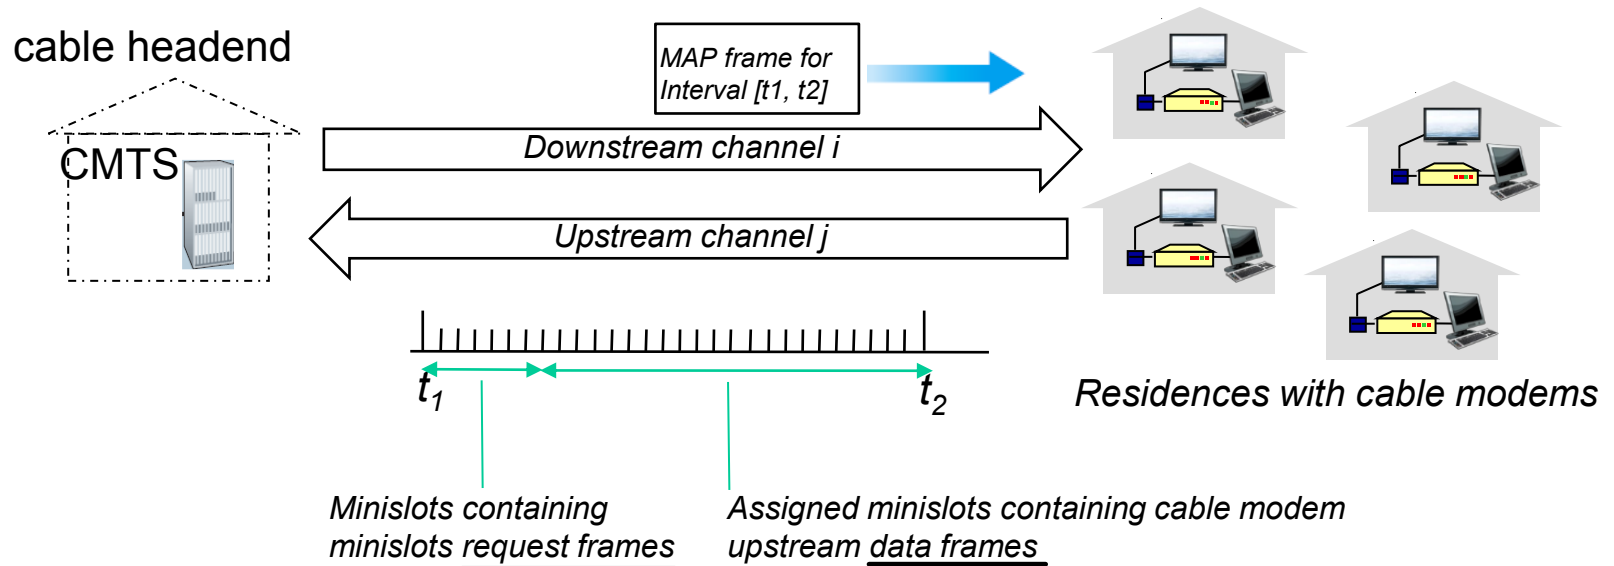 cable headend
MAP frame for
Interval [t1, t2]
CMTS
Downstream channel i
Upstream channel j
t1
t2
Residences with cable modems
Minislots containing
minislots request frames
Assigned minislots containing cable modem
upstream data frames